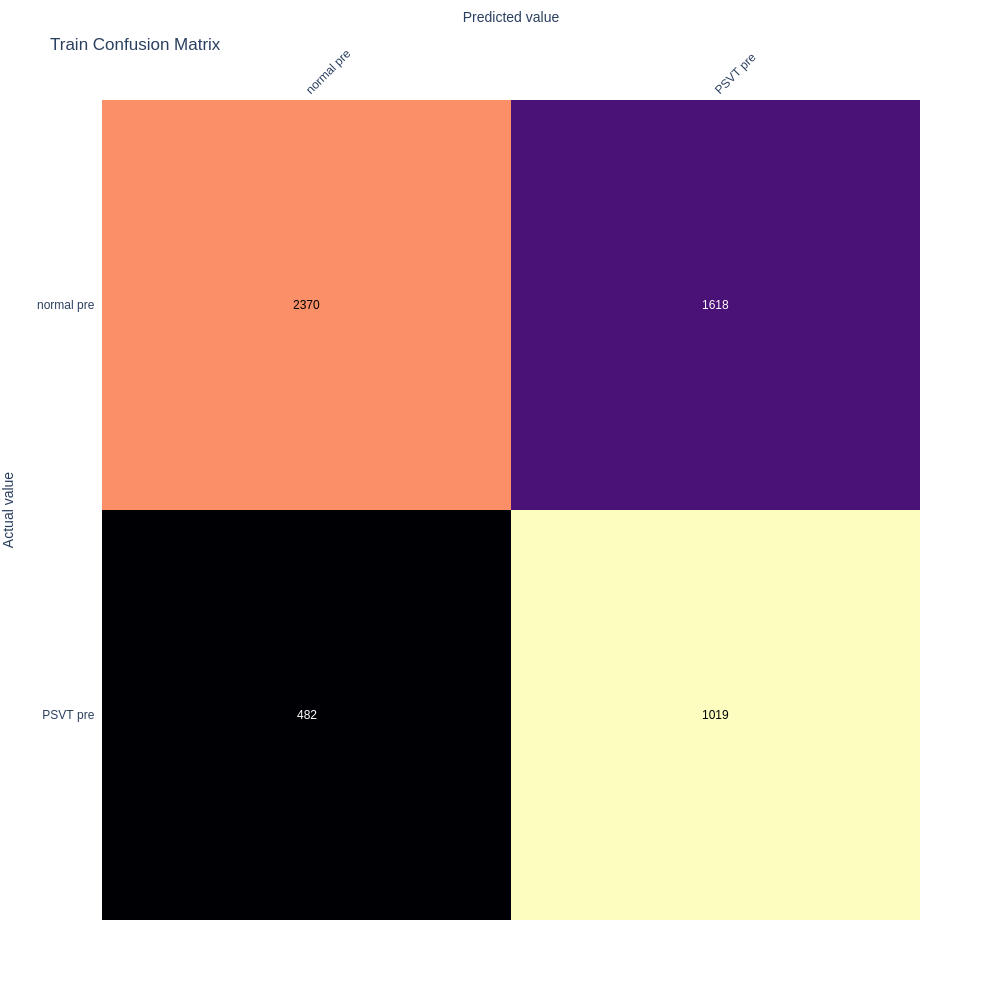 Predicted value
Train Confusion Matrix
normal pre
PSVT pre
normal pre
2370
1618
Actual value
PSVT pre
482
1019